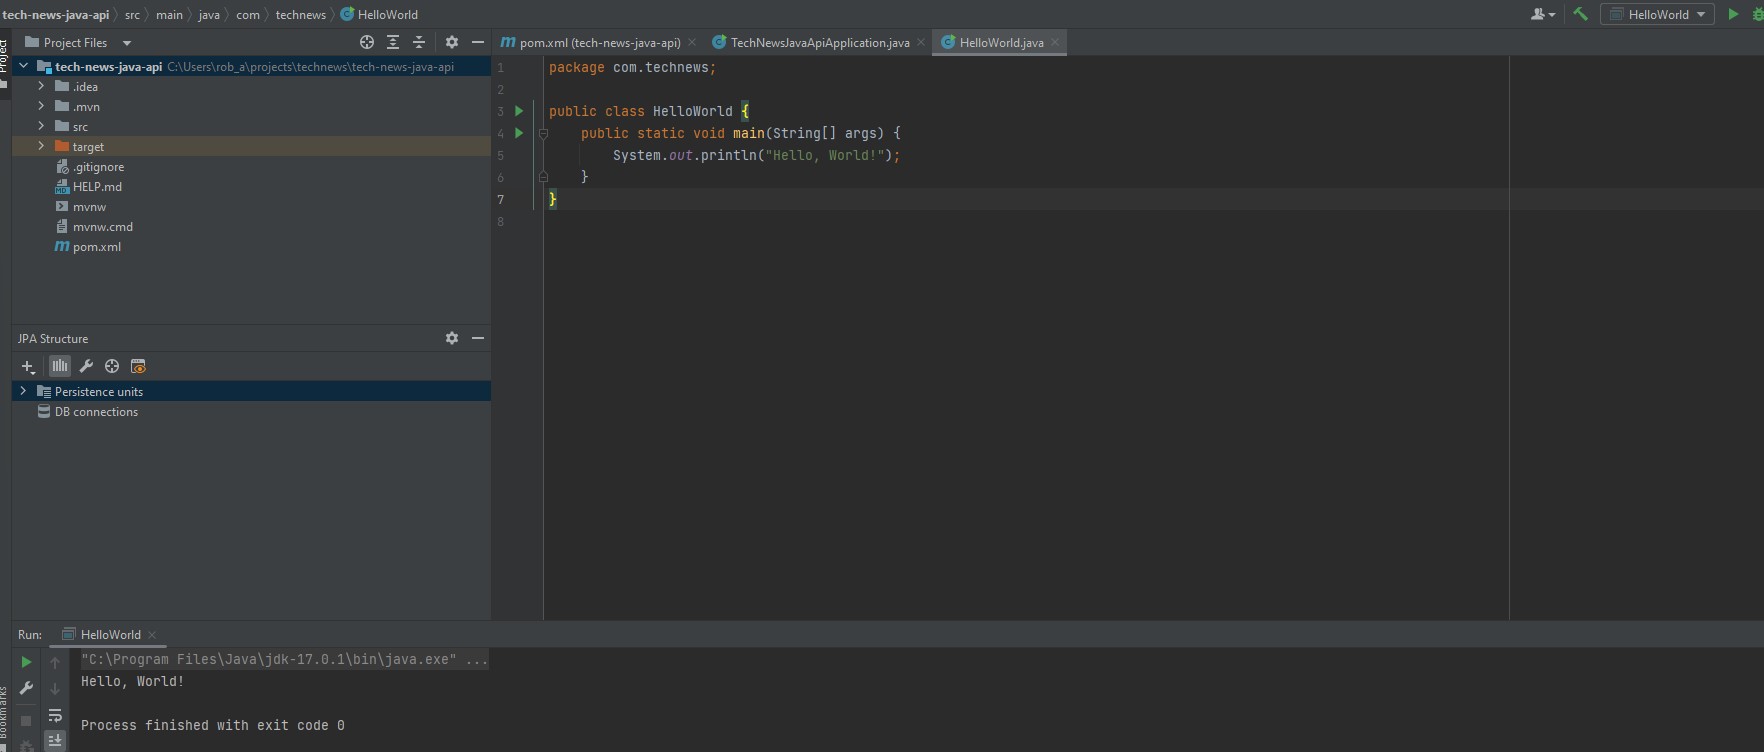 tech-news-java-api 〉 src 〉 main 〉 java 〉 com 〉 technews 〉 HelloWorld
HelloWorld
Project
Project Files
tech-news-java-api C:\Users\rob_a\projects\technews\tech-news-java-api
.idea
.mvn
src
target
.gitignore
HELP.md
mvnw
mvnw.cmd
pom.xml
JPA Structure
Persistence units
DB connections
pom.xml (tech-news-java-api)
TechNewsJavaApiApplication.java
HelloWorld.java
1 package com.technews;
2
3 public class HelloWorld {
4 public static void main(String[] args) {
5 System.out.println("Hello, World!");
6 }
7 }
8
Run: HelloWorld
"C:\Program Files\Java\jdk-17.0.1\bin\java.exe" ...
Hello, World!
Process finished with exit code 0
Bookmarks